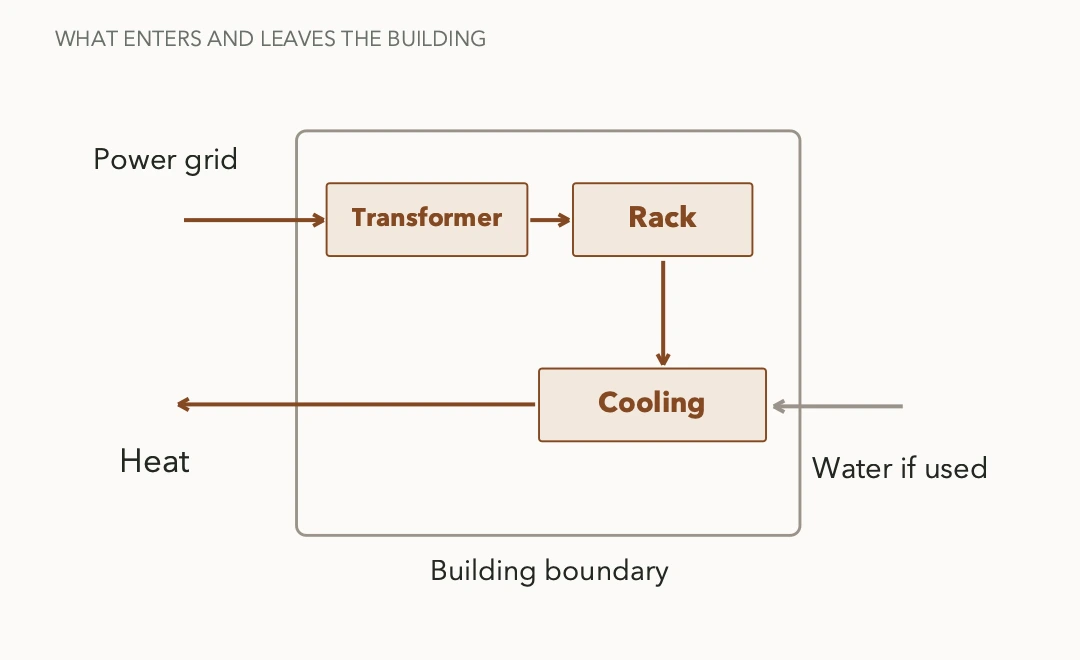 WHAT ENTERS AND LEAVES THE BUILDING
Power grid
Transformer
Rack
Cooling
Heat
Water if used
Building boundary